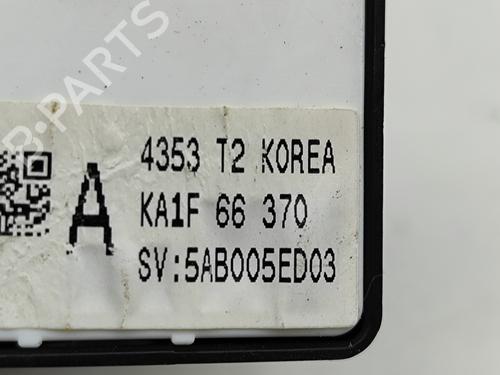 B-PARTS
A
4353 T2 KOREA
KA1F 66 370
SV:5AB005ED03